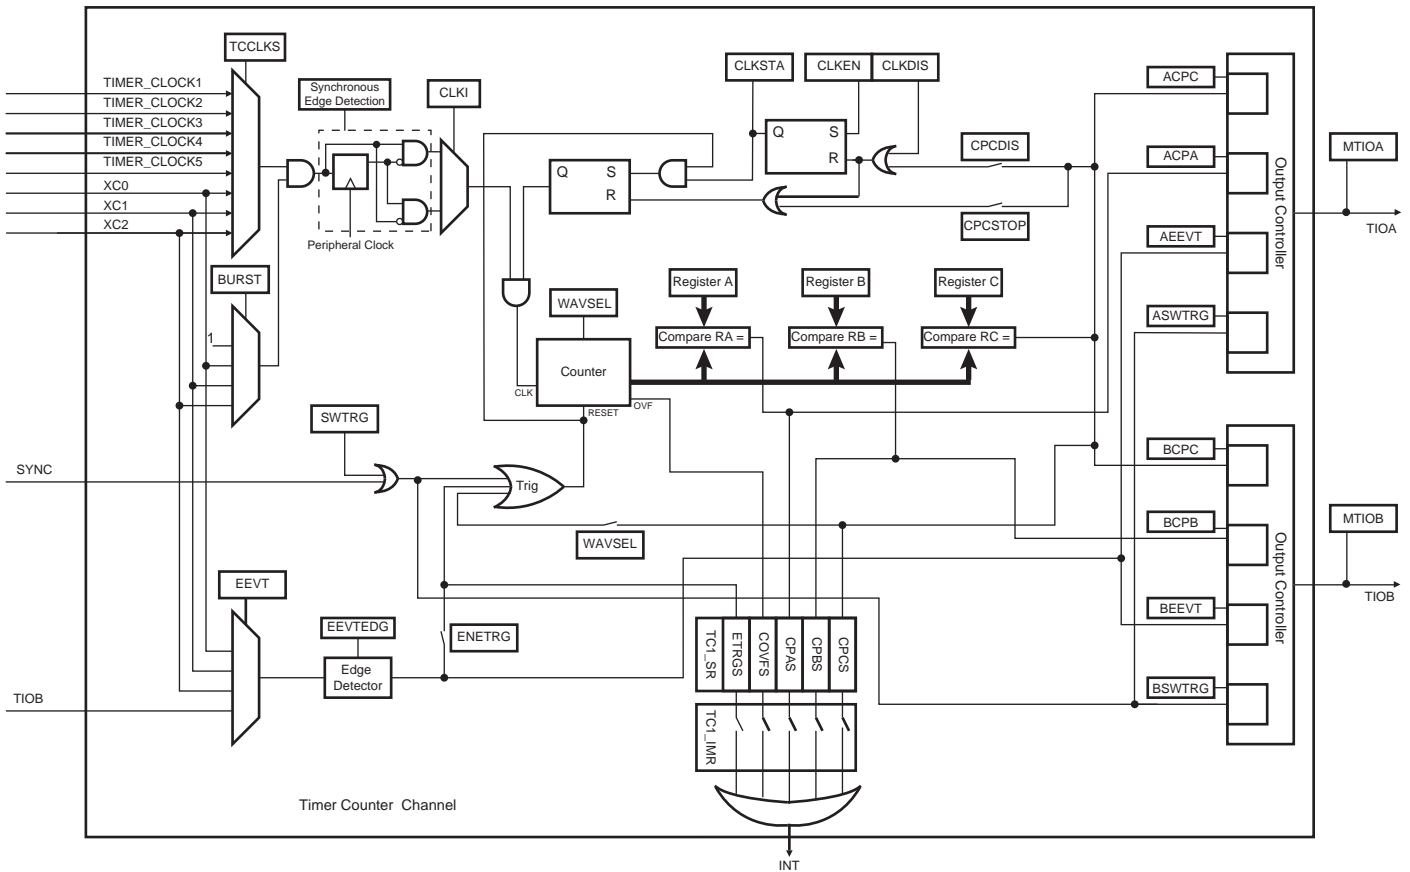 TCCLKS
TIMER_CLOCK1
TIMER_CLOCK2
TIMER_CLOCK3
TIMER_CLOCK4
TIMER_CLOCK5
XC0
XC1
XC2
Synchronous
Edge Detection
CLKI
Peripheral Clock
BURST
1
CLKSTA
CLKEN
CLKDIS
Q
S
R
Q
S
R
CPCDIS
CPCSTOP
ACPC
ACPA
AEEVT
ASWTRG
Output Controller
MTIOA
TIOA
Register A
Register B
Register C
Compare RA =
Compare RB =
Compare RC =
WAVSEL
Counter
CLK
RESET
OVF
SWTRG
SYNC
Trig
WAVSEL
BCPC
BCPB
BEEVT
BSWTRG
Output Controller
MTIOB
TIOB
EEVT
EEVTEDG
Edge
Detector
ENETRG
TIOB
TC1_SR
ETRGS
COVFS
CPAS
CPBS
CPCS
TC1_IMR
Timer Counter Channel
INT